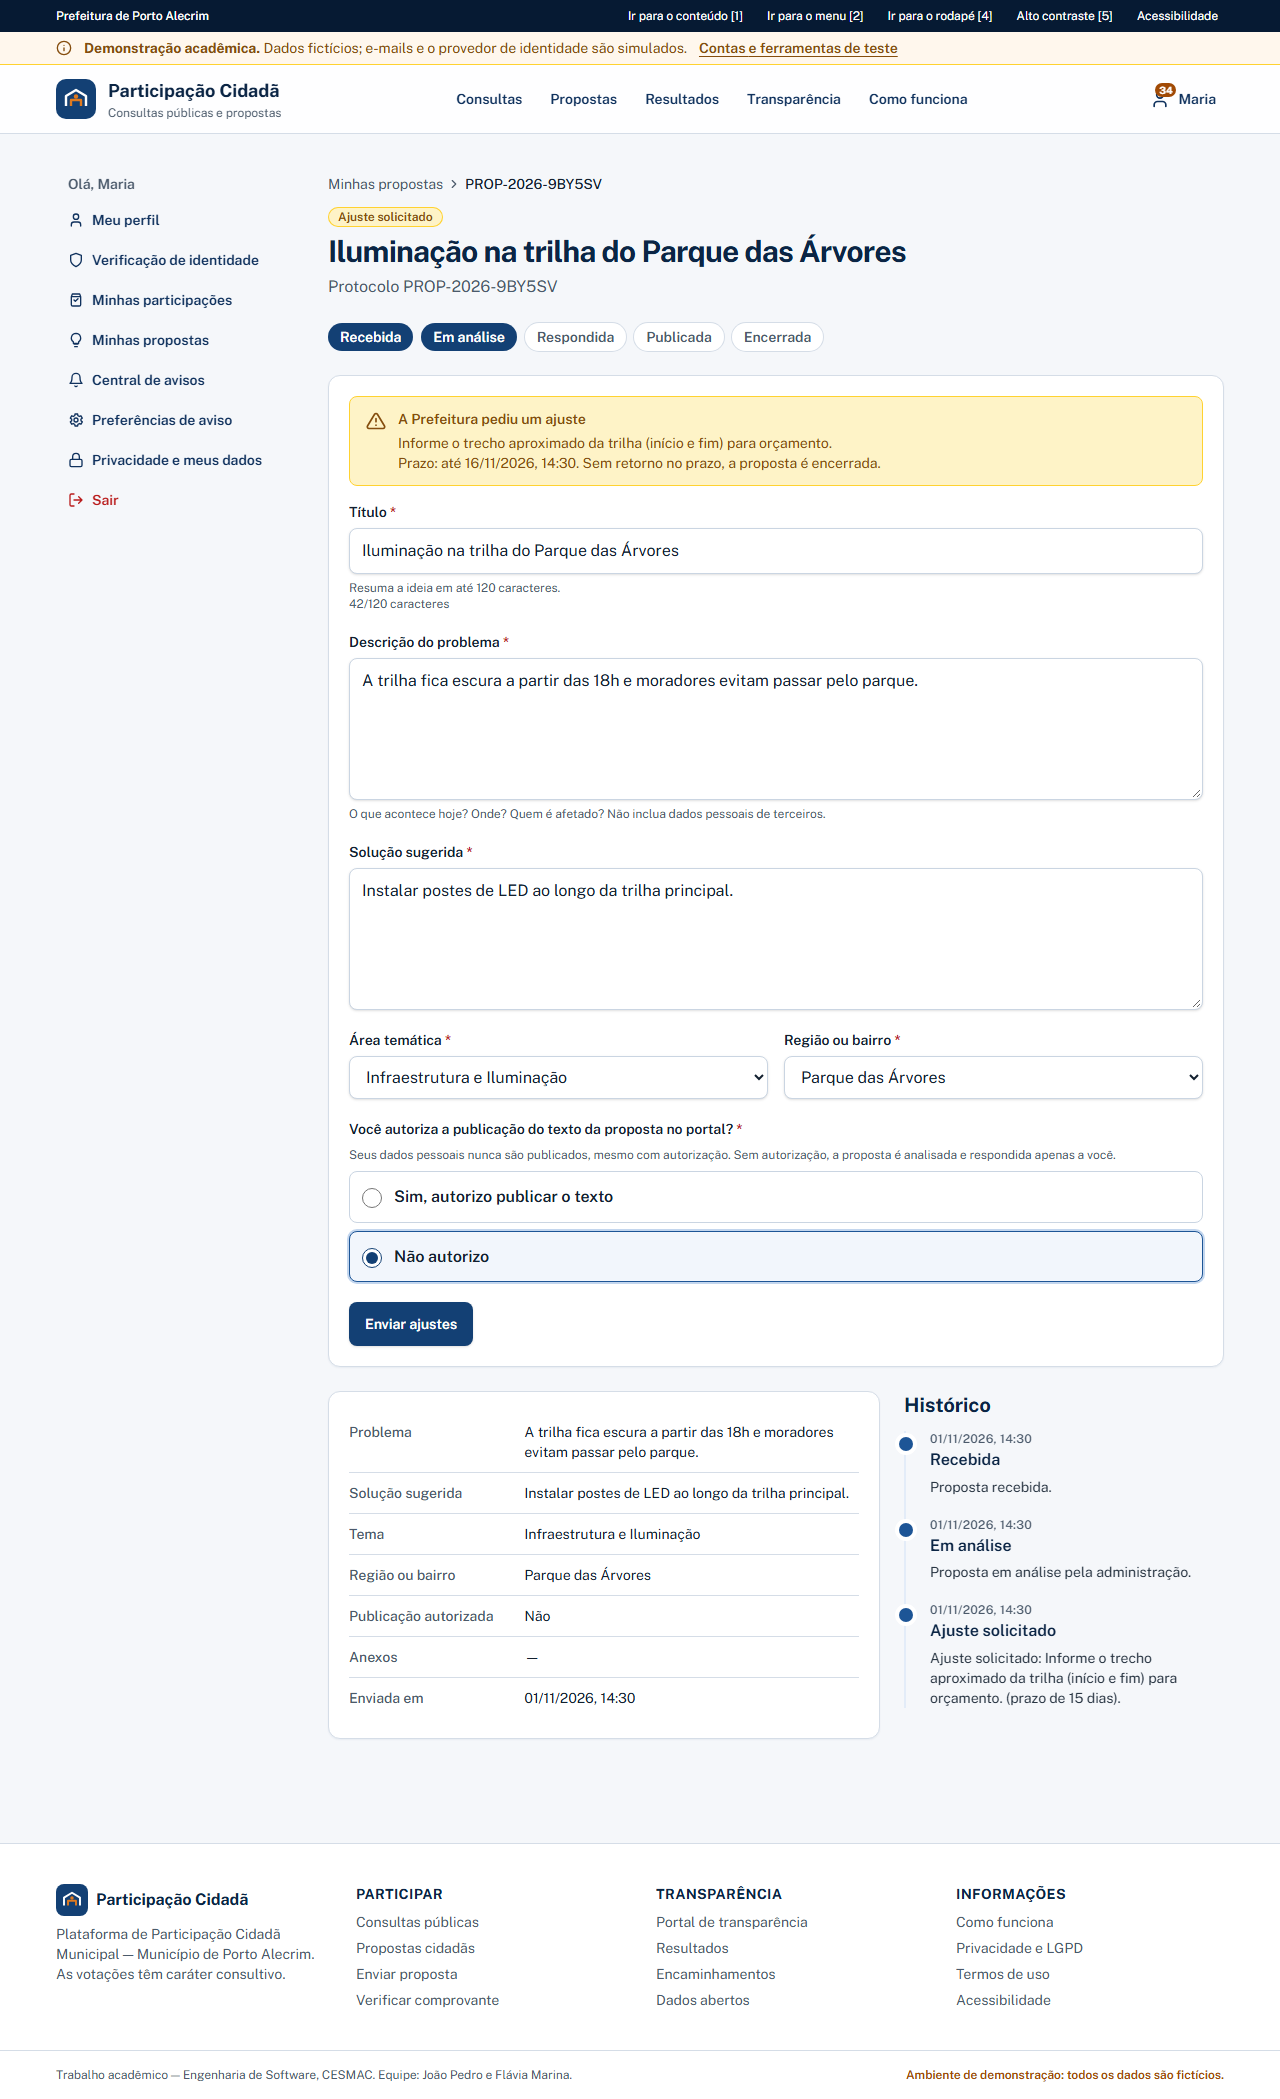 Prefeitura de Porto Alecrim
Ir para o conteúdo [1]
Ir para o menu [2]
Ir para o rodapé [4]
Alto contraste [5]
Acessibilidade
Demonstração acadêmica. Dados fictícios; e-mails e o provedor de identidade são simulados. Contas e ferramentas de teste
Participação Cidadã
Consultas públicas e propostas
Consultas
Propostas
Resultados
Transparência
Como funciona
34
Maria
Olá, Maria
Meu perfil
Verificação de identidade
Minhas participações
Minhas propostas
Central de avisos
Preferências de aviso
Privacidade e meus dados
Sair
Minhas propostas > PROP-2026-9BY5SV
Ajuste solicitado
Iluminação na trilha do Parque das Árvores
Protocolo PROP-2026-9BY5SV
Recebida
Em análise
Respondida
Publicada
Encerrada
A Prefeitura pediu um ajuste
Informe o trecho aproximado da trilha (início e fim) para orçamento.
Prazo: até 16/11/2026, 14:30. Sem retorno no prazo, a proposta é encerrada.
Título *
Iluminação na trilha do Parque das Árvores
Resuma a ideia em até 120 caracteres.
42/120 caracteres
Descrição do problema *
A trilha fica escura a partir das 18h e moradores evitam passar pelo parque.
O que acontece hoje? Onde? Quem é afetado? Não inclua dados pessoais de terceiros.
Solução sugerida *
Instalar postes de LED ao longo da trilha principal.
Área temática *
Infraestrutura e Iluminação
Região ou bairro *
Parque das Árvores
Você autoriza a publicação do texto da proposta no portal? *
Seus dados pessoais nunca são publicados, mesmo com autorização. Sem autorização, a proposta é analisada e respondida apenas a você.
Sim, autorizo publicar o texto
Não autorizo
Enviar ajustes
Problema
A trilha fica escura a partir das 18h e moradores
evitam passar pelo parque.
Solução sugerida
Instalar postes de LED ao longo da trilha principal.
Tema
Infraestrutura e Iluminação
Região ou bairro
Parque das Árvores
Publicação autorizada
Não
Anexos
—
Enviada em
01/11/2026, 14:30
Histórico
01/11/2026, 14:30
Recebida
Proposta recebida.
01/11/2026, 14:30
Em análise
Proposta em análise pela administração.
01/11/2026, 14:30
Ajuste solicitado
Ajuste solicitado: Informe o trecho
aproximado da trilha (início e fim) para
orçamento. (prazo de 15 dias).
Participação Cidadã
Plataforma de Participação Cidadã
Municipal — Município de Porto Alecrim.
As votações têm caráter consultivo.
PARTICIPAR
Consultas públicas
Propostas cidadãs
Enviar proposta
Verificar comprovante
TRANSPARÊNCIA
Portal de transparência
Resultados
Encaminhamentos
Dados abertos
INFORMAÇÕES
Como funciona
Privacidade e LGPD
Termos de uso
Acessibilidade
Trabalho acadêmico — Engenharia de Software, CESMAC. Equipe: João Pedro e Flávia Marina.
Ambiente de demonstração: todos os dados são fictícios.